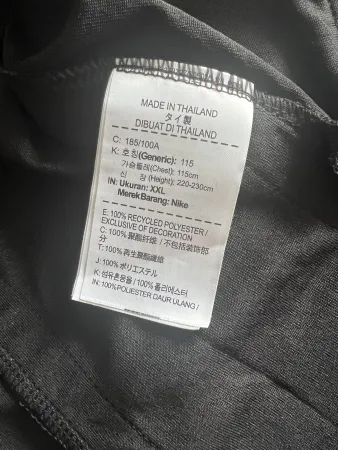 MADE IN THAILAND
タイ製
DIBUAT DI THAILAND
C: 185/100A
K: 호칭(Generic): 115
가슴둘레(Chest): 115cm
신 장 (Height): 220-230cm
IN: Ukuran: XXL
MerekBarang: Nike
E: 100% RECYCLED POLYESTER /
EXCLUSIVE OF DECORATION
C: 100%聚酯纤维 / 不包括装饰部
分
T: 100%再生聚酯纖維
J: 100% ポリエステル
K: 섬유혼용율 / 100% 폴리에스터
IN: 100% POLIESTER DAUR ULANG /